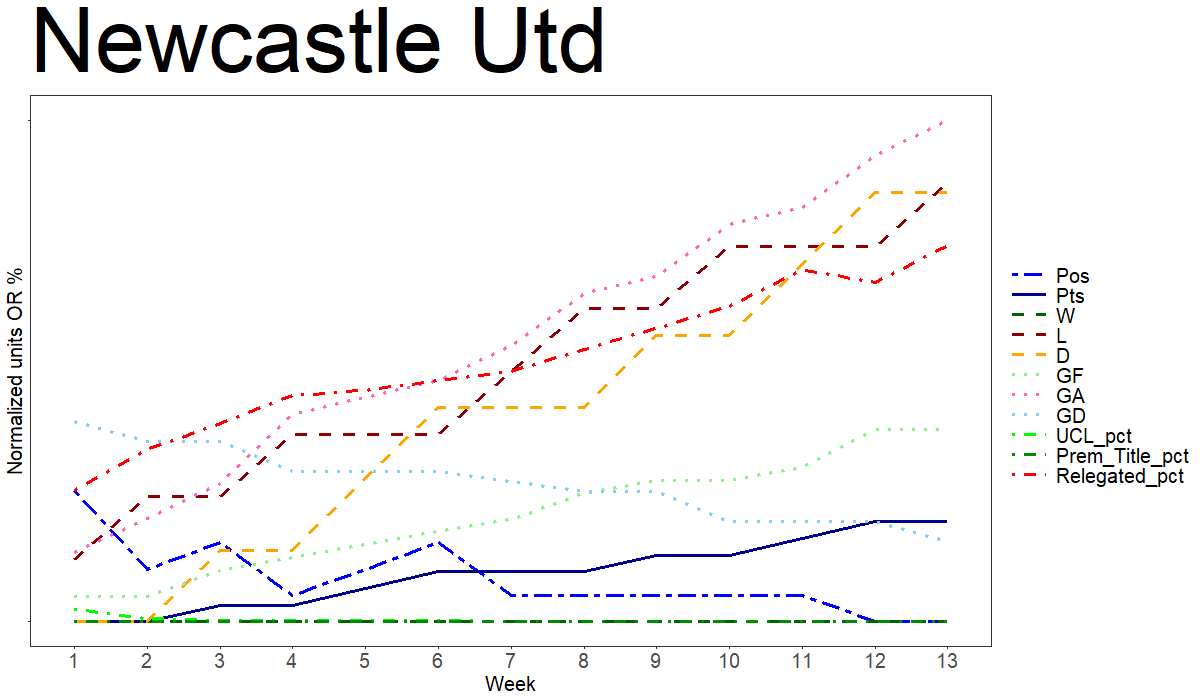 Newcastle Utd
Normalized units OR %
Pos
Pts
W
L
D
GF
GA
GD
UCL_pct
Prem_Title_pct
Relegated_pct
1 2 3 4 5 6 7 8 9 10 11 12 13
Week